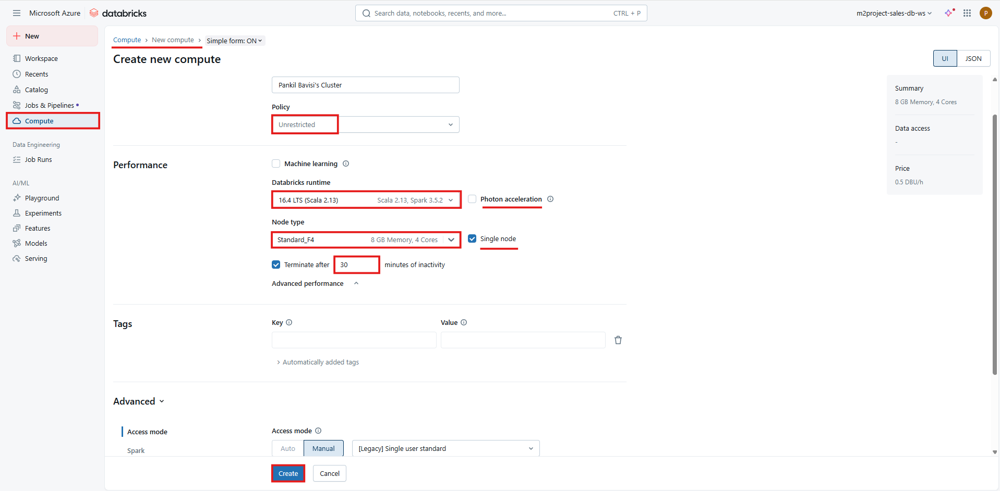 Microsoft Azure databricks
Search data, notebooks, recents, and more... CTRL + P
m2project-sales-db-ws P
New
Workspace
Recents
Catalog
Jobs & Pipelines
Compute
Data Engineering
Job Runs
AI/ML
Playground
Experiments
Features
Models
Serving
Compute > New compute > Simple form: ON
Create new compute
UI JSON
Pankil Bavisi's Cluster
Policy
Unrestricted
Performance
Machine learning
Databricks runtime
16.4 LTS (Scala 2.13) Scala 2.13, Spark 3.5.2
Photon acceleration
Node type
Standard_F4 8 GB Memory, 4 Cores
Single node
Terminate after 30 minutes of inactivity
Advanced performance
Tags
Key Value
Automatically added tags
Advanced
Access mode
Spark
Access mode
Auto Manual [Legacy] Single user standard
Create Cancel
Summary
8 GB Memory, 4 Cores
Data access
-
Price
0.5 DBU/h